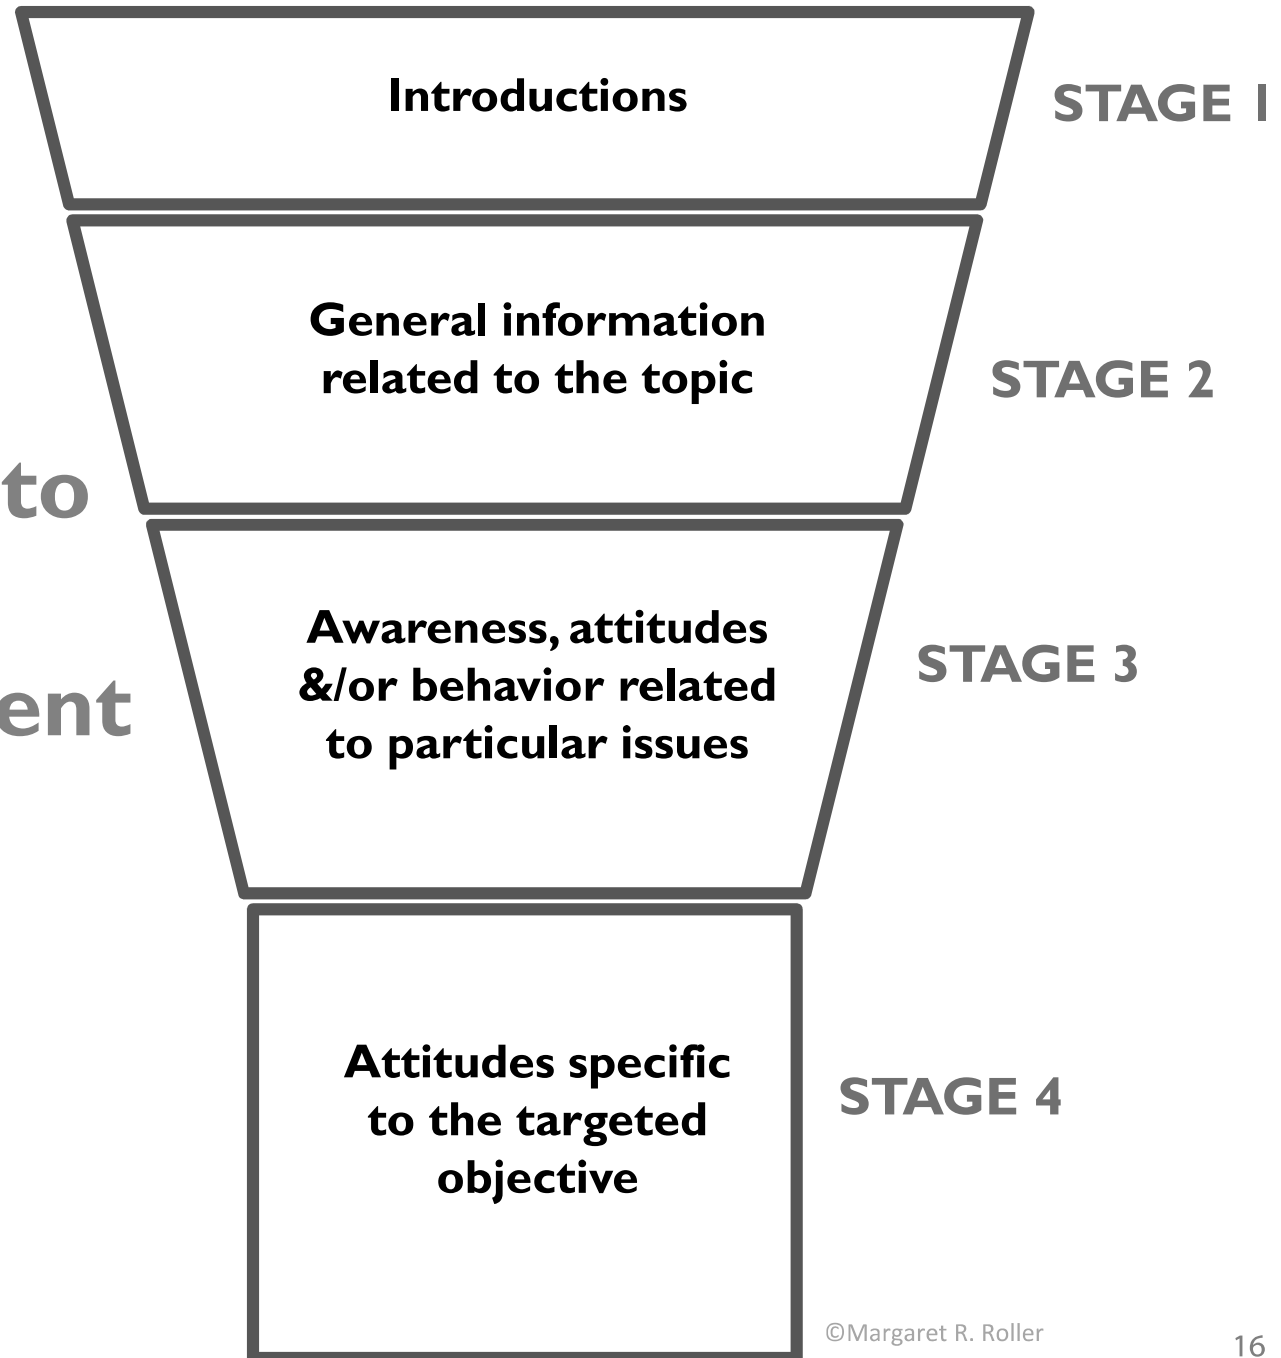 Introductions
STAGE 1
General information
related to the topic
STAGE 2
to
Awareness, attitudes
&/or behavior related
to particular issues
STAGE 3
Attitudes specific
to the targeted
objective
STAGE 4
©Margaret R. Roller
16